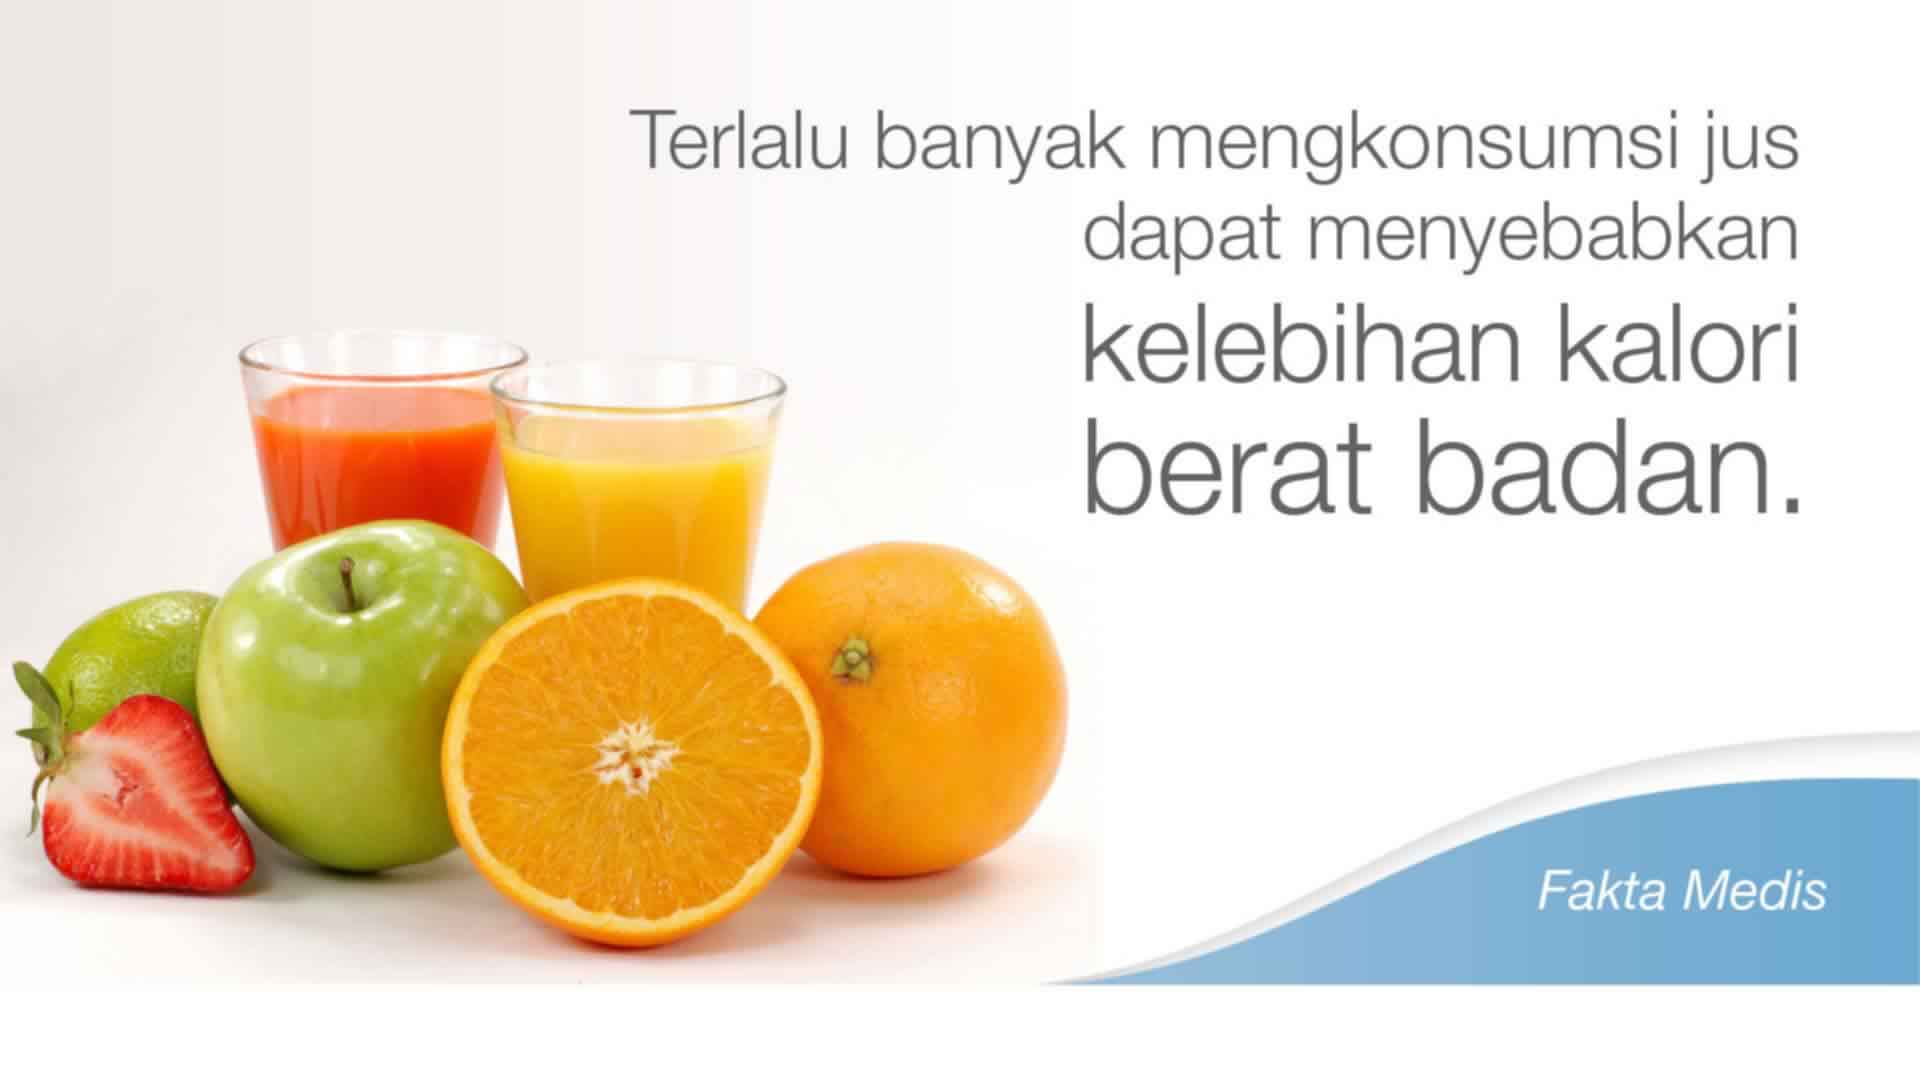 Terlalu banyak mengkonsumsi jus
dapat menyebabkan
kelebihan kalori
berat badan.
Fakta Medis